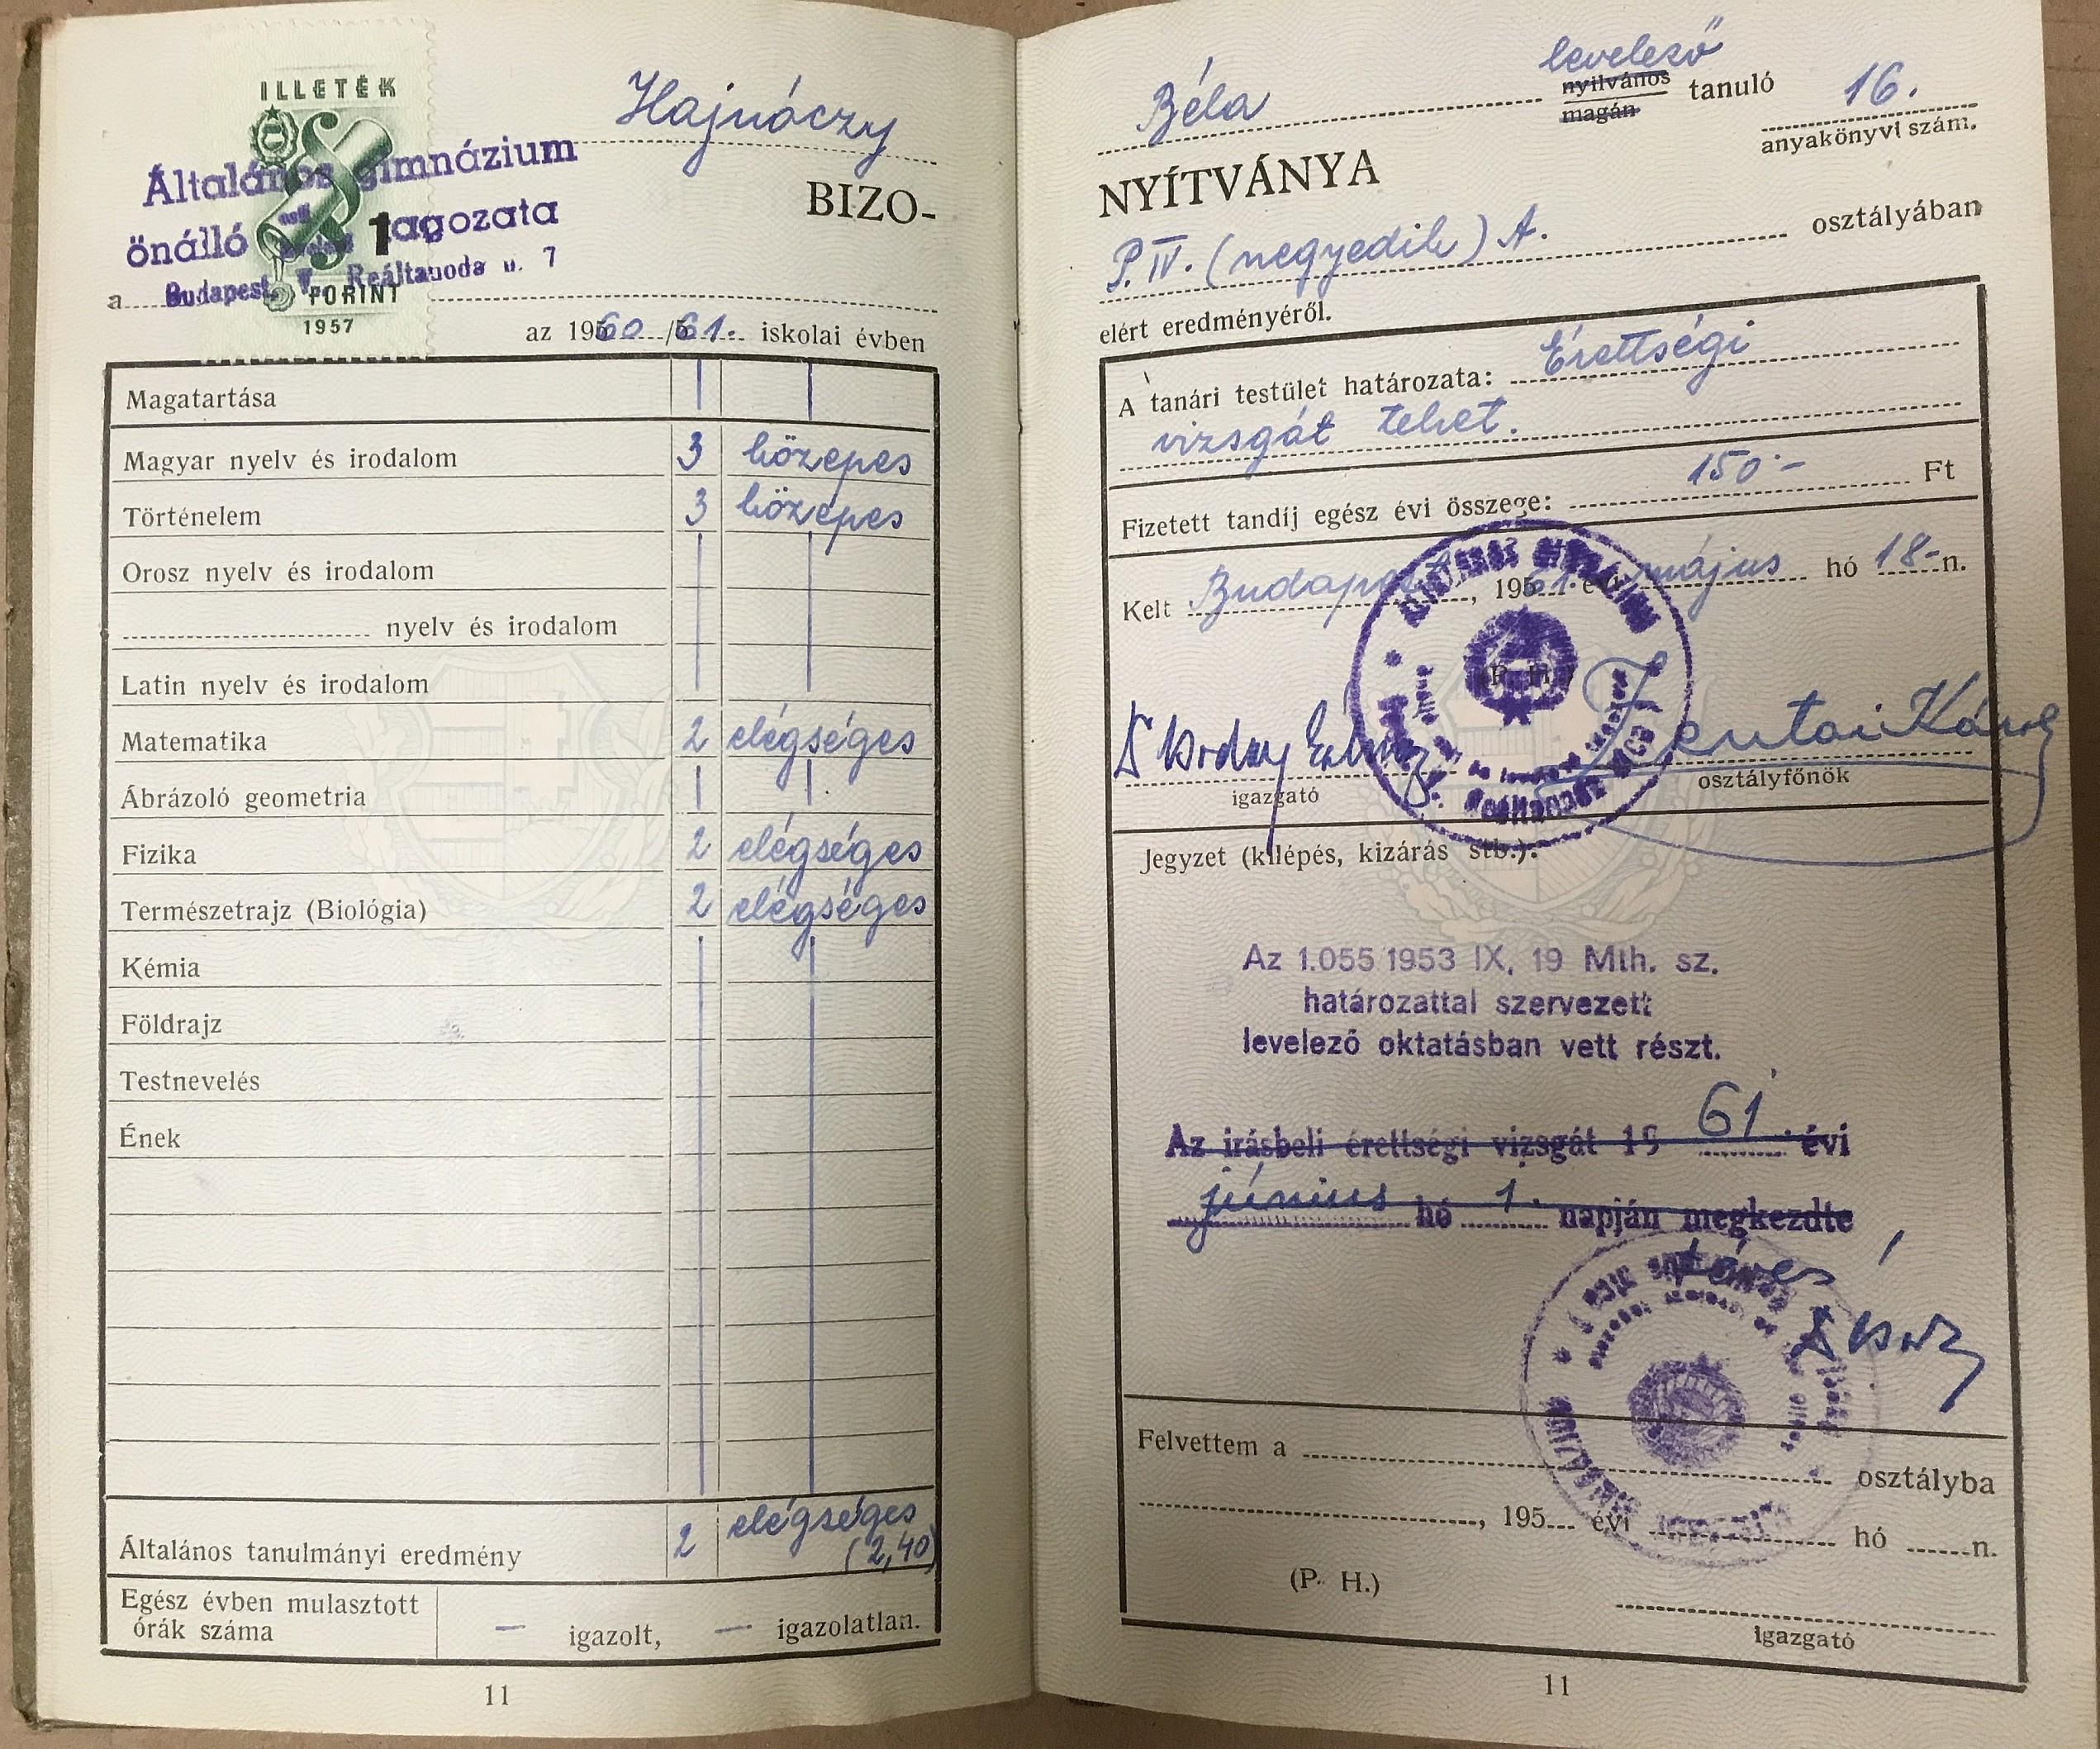 ILLETÉK
Hajnóczy
Általános gimnázium
önálló tagozata
BIZO-
a Budapest, V. Reáltanoda u. 7
1
FORINT
1957
az 1960/61. iskolai évben
Magatartása
Magyar nyelv és irodalom 3 közepes
Történelem 3 közepes
Orosz nyelv és irodalom
nyelv és irodalom
Latin nyelv és irodalom
Matematika 2 elégséges
Ábrázoló geometria
Fizika 2 elégséges
Természetrajz (Biológia) 2 elégséges
Kémia
Földrajz
Testnevelés
Ének
Általános tanulmányi eredmény 2 elégséges
(2,40)
Egész évben mulasztott
órák száma — igazolt, — igazolatlan.
11
levelező
Béla nyilvános tanuló 16.
magán
anyakönyvi szám.
NYÍTVÁNYA
P. IV. (negyedik) A. osztályában
elért eredményéről.
A tanári testület határozata: Érettségi
vizsgát tehet.
Fizetett tandíj egész évi összege: 150·- Ft
Kelt Budapest, 1961. évi május hó 18-n.
(P. H.)
Zentai Károly
igazgató
osztályfőnök
Jegyzet (kilépés, kizárás stb.):
Az 1.055/1953 IX. 19 Mth. sz.
határozattal szervezett
levelező oktatásban vett részt.
Az irásbeli érettségi vizsgát 19 61. évi
június hó 1. napján megkezdte
téves
Felvettem a osztályba
, 195 évi hó n.
(P. H.)
igazgató
11